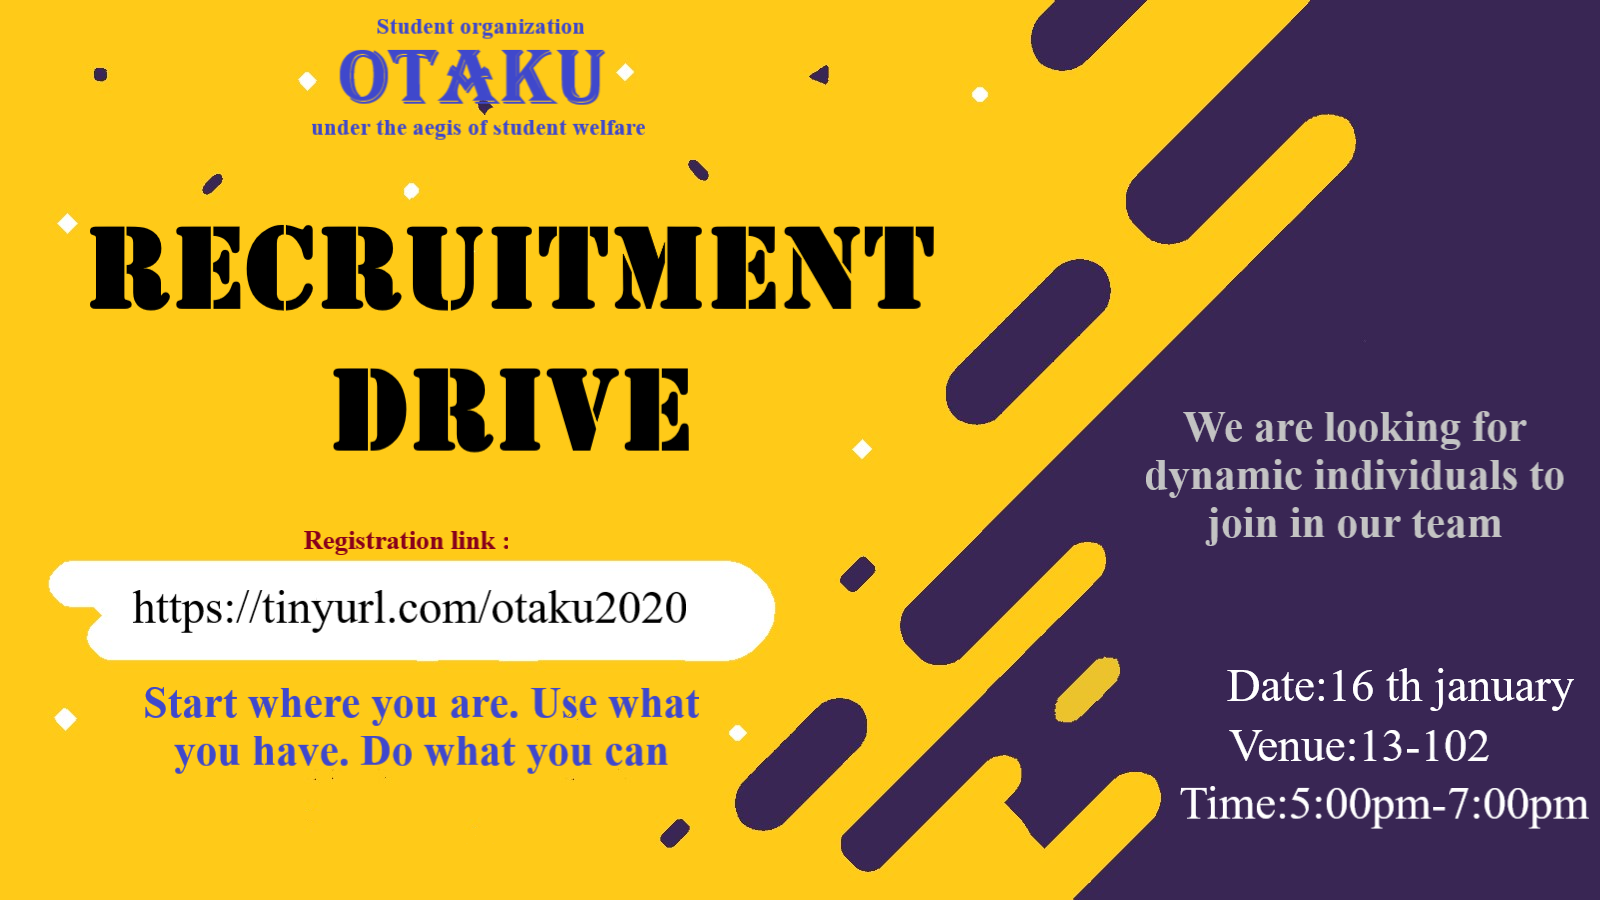 Student organization
OTAKU
under the aegis of student welfare
RECRUITMENT
DRIVE
Registration link :
https://tinyurl.com/otaku2020
Start where you are. Use what
you have. Do what you can
We are looking for
dynamic individuals to
join in our team
Date:16 th january
Venue:13-102
Time:5:00pm-7:00pm